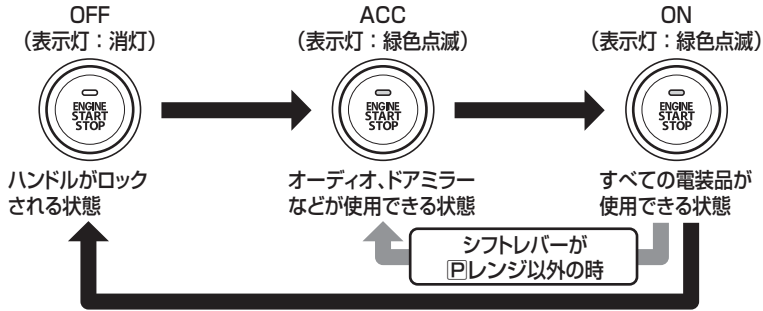 OFF
(表示灯：消灯)
ACC
(表示灯：緑色点滅)
ON
(表示灯：緑色点滅)
ENGINE
START
STOP
ENGINE
START
STOP
ENGINE
START
STOP
ハンドルがロック
される状態
オーディオ、ドアミラー
などが使用できる状態
すべての電装品が
使用できる状態
シフトレバーが
Pレンジ以外の時